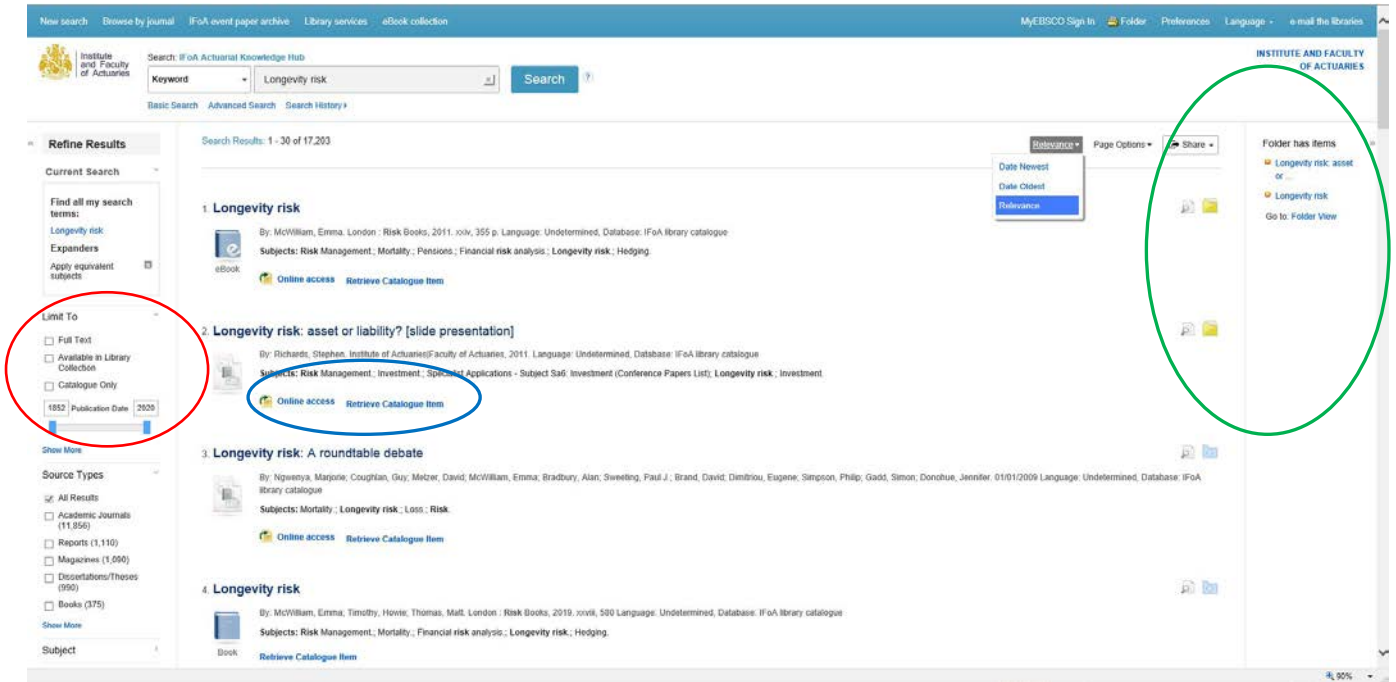 New search Browse by journal IFoA event paper archive Library services eBook collection MyEBSCO Sign In Folder Preferences Language e-mail the libraries
Institute
and Faculty
of Actuaries
Search: IFoA Actuarial Knowledge Hub
Keyword Longevity risk x Search ?
Basic Search Advanced Search Search History
INSTITUTE AND FACULTY
OF ACTUARIES
«
Refine Results
Current Search
Find all my search
terms:
Longevity risk
Expanders
Apply equivalent
subjects
Limit To
Full Text
Available in Library
Collection
Catalogue Only
1852 Publication Date 2020
Show More
Source Types
All Results
Academic Journals
(11,856)
Reports (1,110)
Magazines (1,090)
Dissertations/Theses
(990)
Books (375)
Show More
Subject
Search Results: 1 - 30 of 17,203
Relevance Page Options Share
Date Newest
Date Oldest
Relevance
1. Longevity risk
By: McWilliam, Emma. London : Risk Books, 2011. xxiv, 355 p. Language: Undetermined, Database: IFoA library catalogue
Subjects: Risk Management.; Mortality.; Pensions.; Financial risk analysis.; Longevity risk.; Hedging.
eBook
Online access Retrieve Catalogue Item
2. Longevity risk: asset or liability? [slide presentation]
By: Richards, Stephen. Institute of Actuaries|Faculty of Actuaries, 2011. Language: Undetermined, Database: IFoA library catalogue
Subjects: Risk Management.; Investment.; Specialist Applications - Subject Sa6: Investment (Conference Papers List); Longevity risk.; Investment
Online access Retrieve Catalogue Item
3. Longevity risk: A roundtable debate
By: Ngwenya, Marjorie; Coughlan, Guy; Metzer, David; McWilliam, Emma; Bradbury, Alan; Sweeting, Paul J.; Brand, David; Dimitriou, Eugene; Simpson, Philip; Gadd, Simon; Donohue, Jennifer. 01/01/2009 Language: Undetermined, Database: IFoA
library catalogue
Subjects: Mortality.; Longevity risk.; Loss.; Risk.
Online access Retrieve Catalogue Item
4. Longevity risk
By: McWilliam, Emma; Timothy, Howie; Thomas, Matt. London : Risk Books, 2019. xxviii, 580 Language: Undetermined, Database: IFoA library catalogue
Subjects: Risk Management.; Mortality.; Financial risk analysis.; Longevity risk.; Hedging.
Book
Retrieve Catalogue Item
Folder has items
»
Longevity risk: asset
or ...
Longevity risk
Go to: Folder View
90%